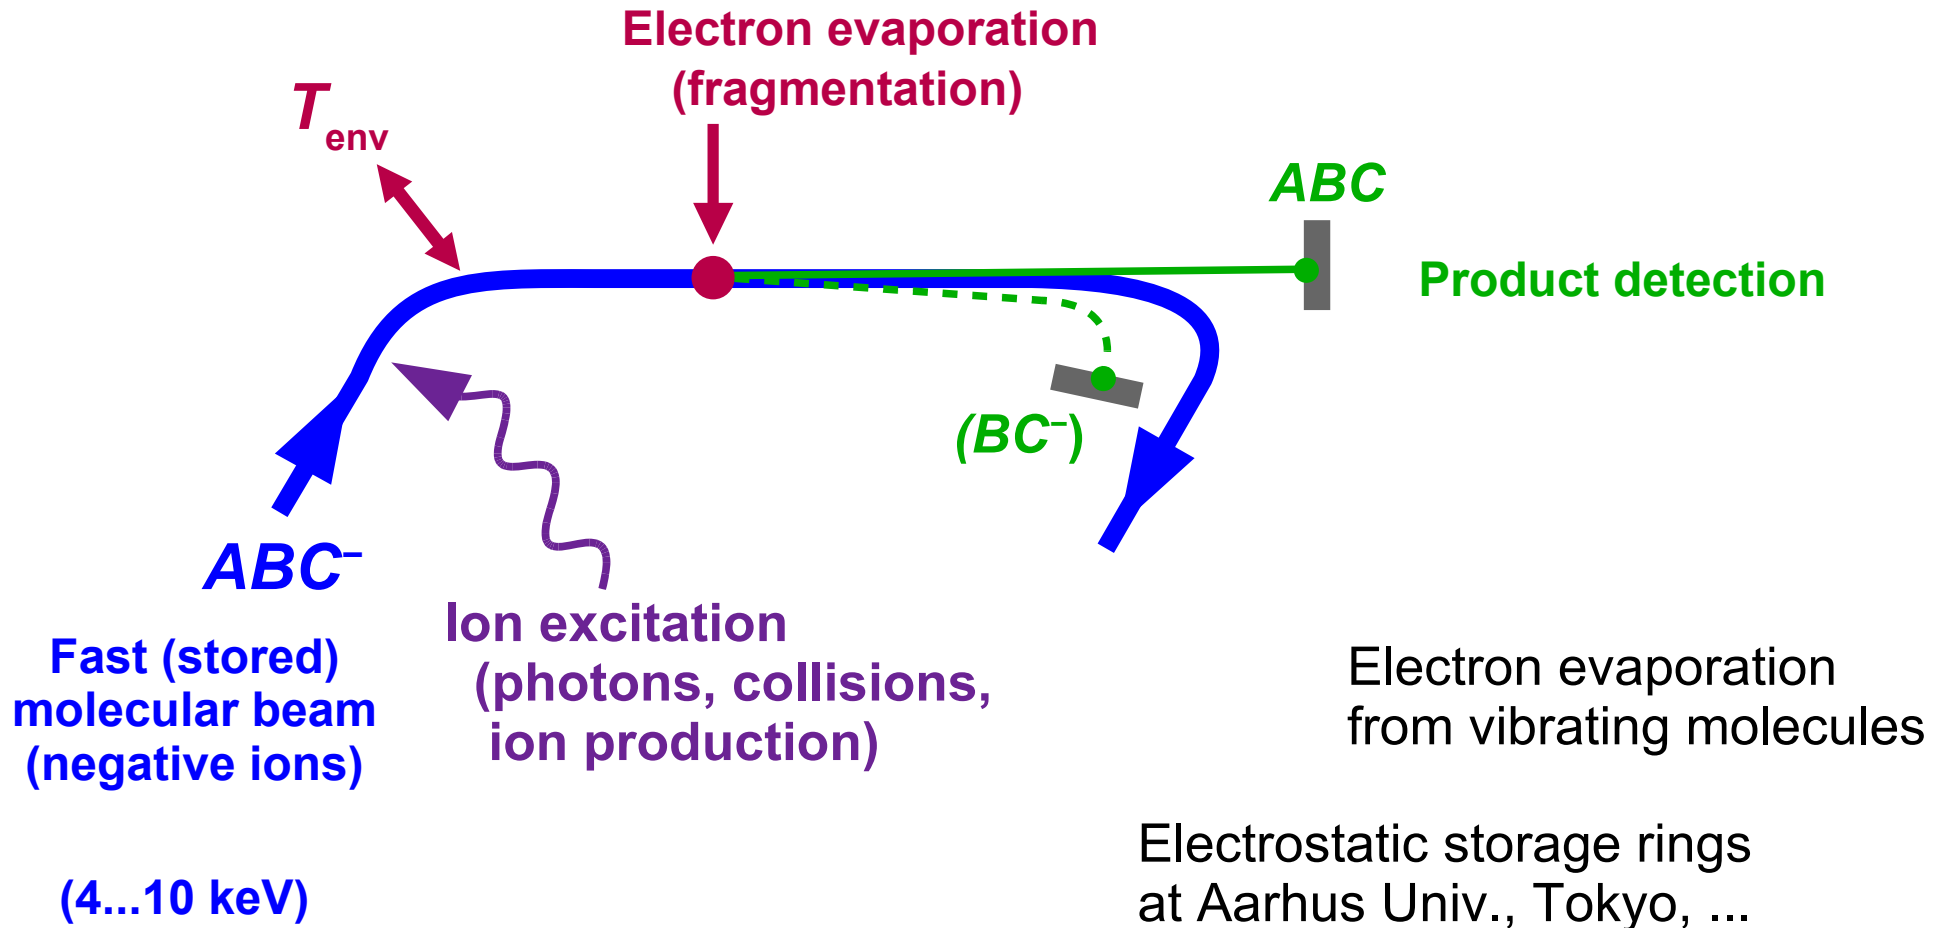 Electron evaporation
(fragmentation)
T env
ABC
Product detection
(BC⁻)
ABC⁻
Ion excitation
(photons, collisions,
ion production)
Fast (stored)
molecular beam
(negative ions)
(4...10 keV)
Electron evaporation
from vibrating molecules
Electrostatic storage rings
at Aarhus Univ., Tokyo, ...